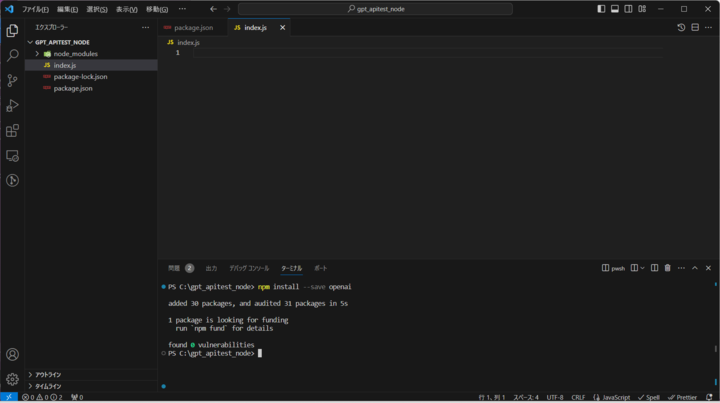 ファイル(F) 編集(E) 選択(S) 表示(V) 移動(G) ... gpt_apitest_node
エクスプローラー ...
GPT_APITEST_NODE
node_modules
JS index.js
package-lock.json
package.json
アウトライン
タイムライン
package.json JS index.js
JS index.js
1
問題 2 出力 デバッグ コンソール ターミナル ポート pwsh
PS C:\gpt_apitest_node> npm install --save openai
added 30 packages, and audited 31 packages in 5s
1 package is looking for funding
run `npm fund` for details
found 0 vulnerabilities
PS C:\gpt_apitest_node>
0 0 2 0 行 1、列 1 スペース: 4 UTF-8 CRLF JavaScript Spell Prettier